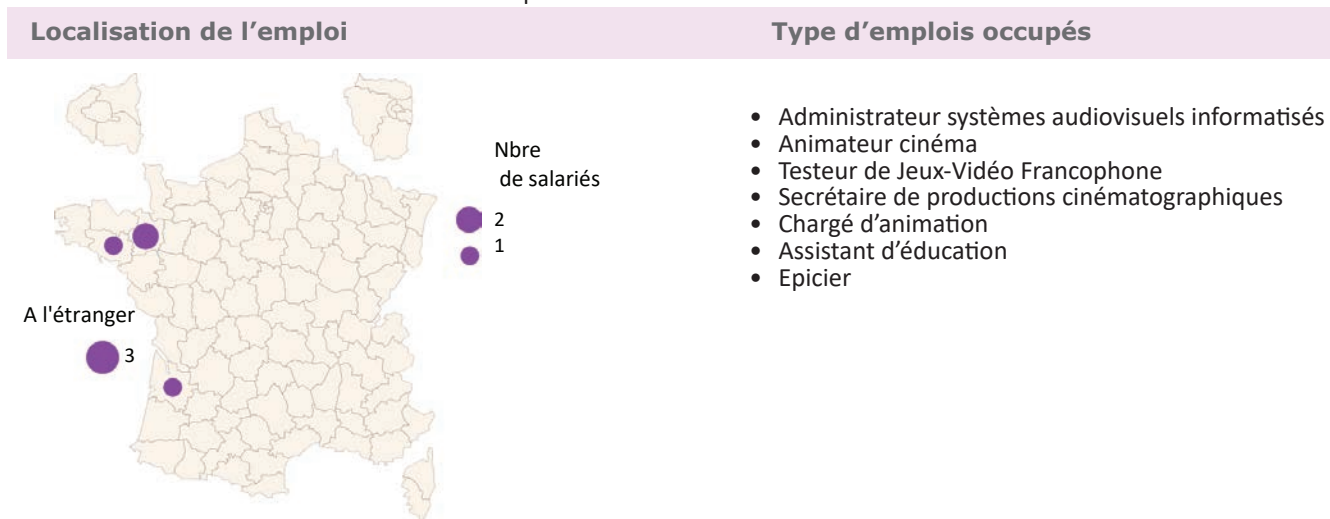 Localisation de l’emploi
Type d’emplois occupés
Nbre
de salariés
2
1
A l'étranger
3
• Administrateur systèmes audiovisuels informatisés
• Animateur cinéma
• Testeur de Jeux-Vidéo Francophone
• Secrétaire de productions cinématographiques
• Chargé d’animation
• Assistant d’éducation
• Epicier